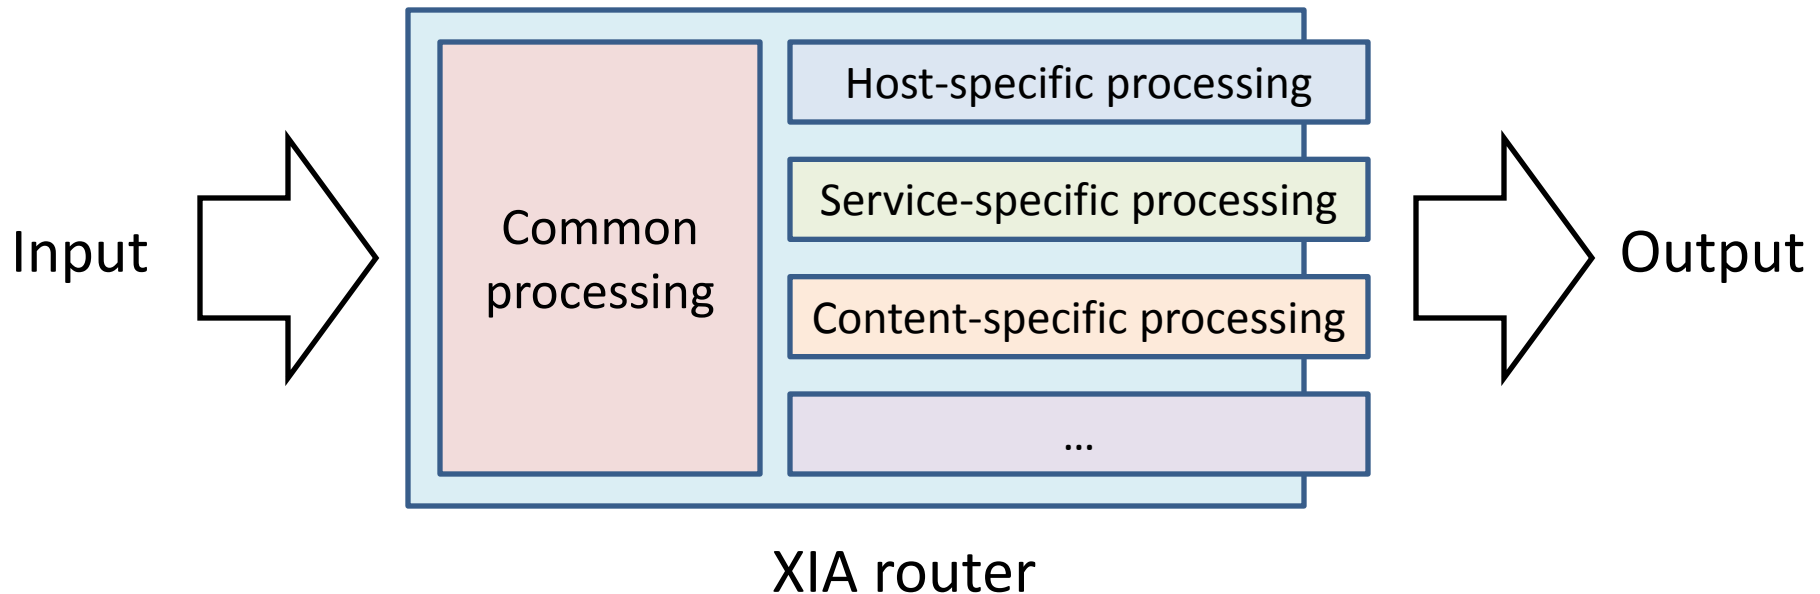 Input
Common
processing
Host-specific processing
Service-specific processing
Content-specific processing
...
Output
XIA router